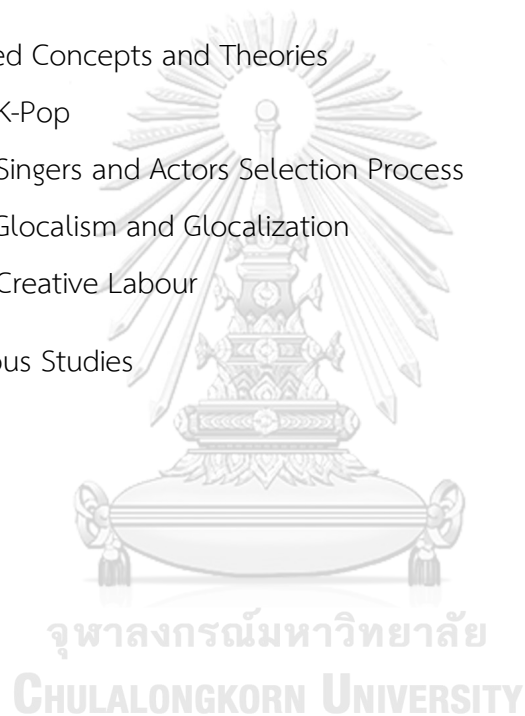 ed Concepts and Theories
K-Pop
Singers and Actors Selection Process
Glocalism and Glocalization
Creative Labour
ous Studies
จุฬาลงกรณ์มหาวิทยาลัย
CHULALONGKORN UNIVERSITY